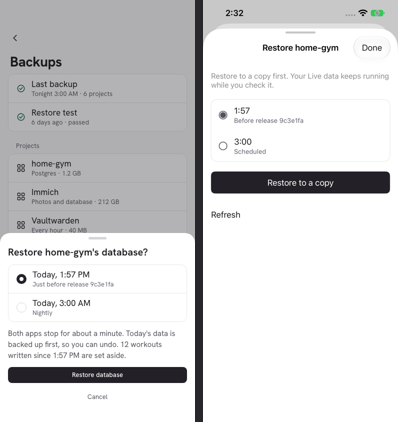 Backups
Last backup
Tonight 3:00 AM · 6 projects
Restore test
6 days ago · passed
Projects
home-gym
Postgres · 1.2 GB
Immich
Photos and database · 212 GB
Vaultwarden
Every hour · 40 MB
Restore home-gym's database?
Today, 1:57 PM
Just before release 9c3e1fa
Today, 3:00 AM
Nightly
Both apps stop for about a minute. Today's data is
backed up first, so you can undo. 12 workouts
written since 1:57 PM are set aside.
Restore database
Cancel
2:32
Restore home-gym
Done
Restore to a copy first. Your Live data keeps running
while you check it.
1:57
Before release 9c3e1fa
3:00
Scheduled
Restore to a copy
Refresh